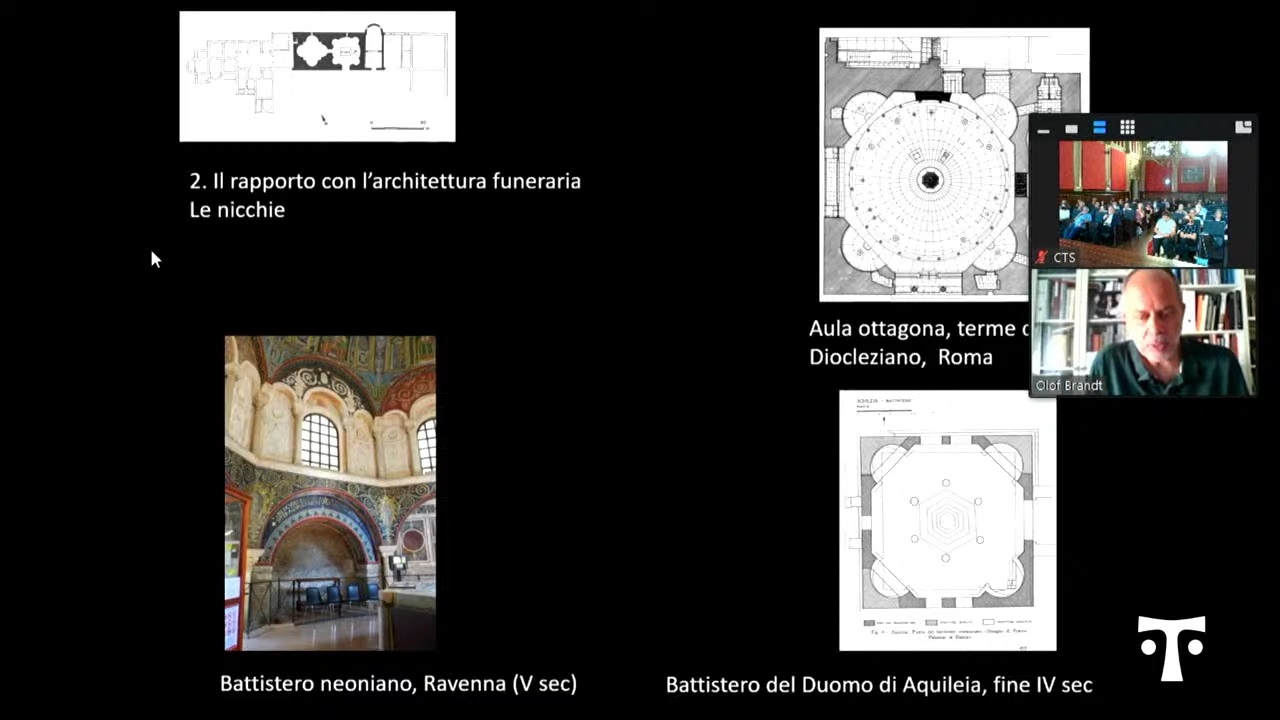 2. Il rapporto con l’architettura funeraria
Le nicchie
Aula ottagona, terme
Diocleziano, Roma
CTS
Olof Brandt
Battistero neoniano, Ravenna (V sec)
Battistero del Duomo di Aquileia, fine IV sec